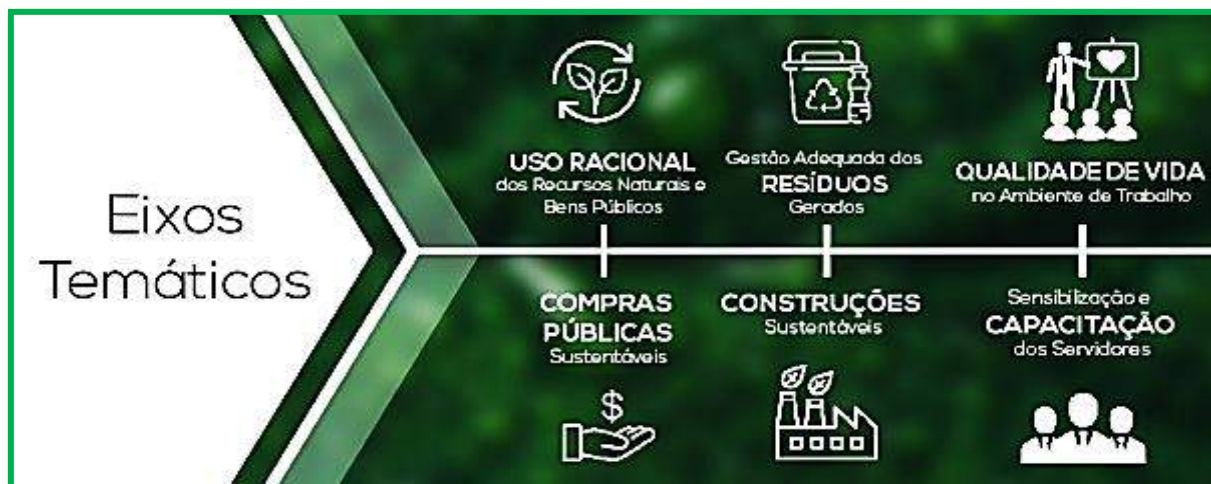 Eixos
Temáticos
USO RACIONAL
dos Recursos Naturais e
Bens Públicos
Gestão Adequada dos
RESÍDUOS
Gerados
QUALIDADE DE VIDA
no Ambiente de Trabalho
COMPRAS
PÚBLICAS
Sustentáveis
CONSTRUÇÕES
Sustentáveis
Sensibilização e
CAPACITAÇÃO
dos Servidores
$